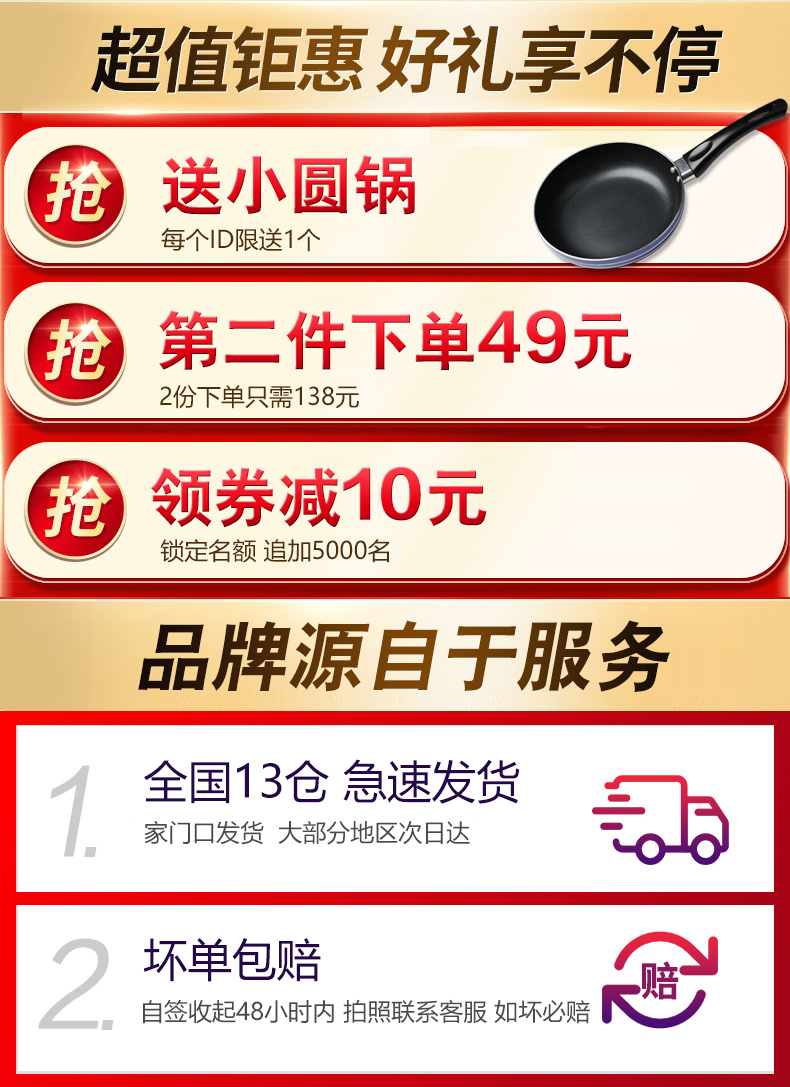 超值钜惠 好礼享不停
抢
送小圆锅
每个ID限送1个
抢
第二件下单49元
2份下单只需138元
抢
领券减10元
锁定名额 追加5000名
品牌源自于服务
1.
全国13仓 急速发货
家门口发货 大部分地区次日达
2.
坏单包赔
自签收起48小时内 拍照联系客服 如坏必赔
赔